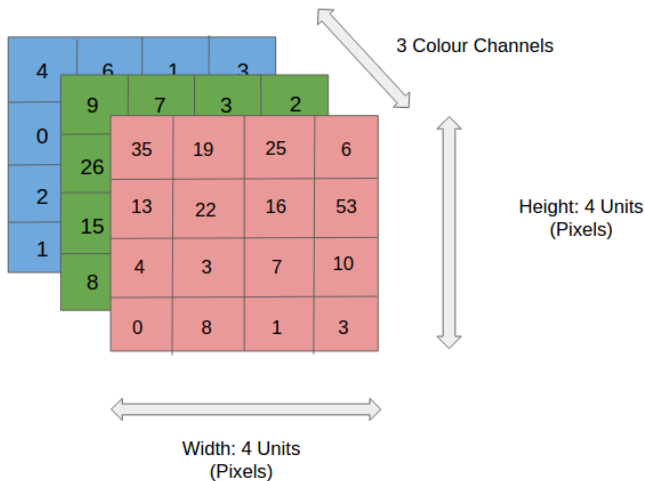 3 Colour Channels
4 6 1 3
0
2
1
9 7 3 2
26
15
8
35 19 25 6
13 22 16 53
4 3 7 10
0 8 1 3
Height: 4 Units
(Pixels)
Width: 4 Units
(Pixels)